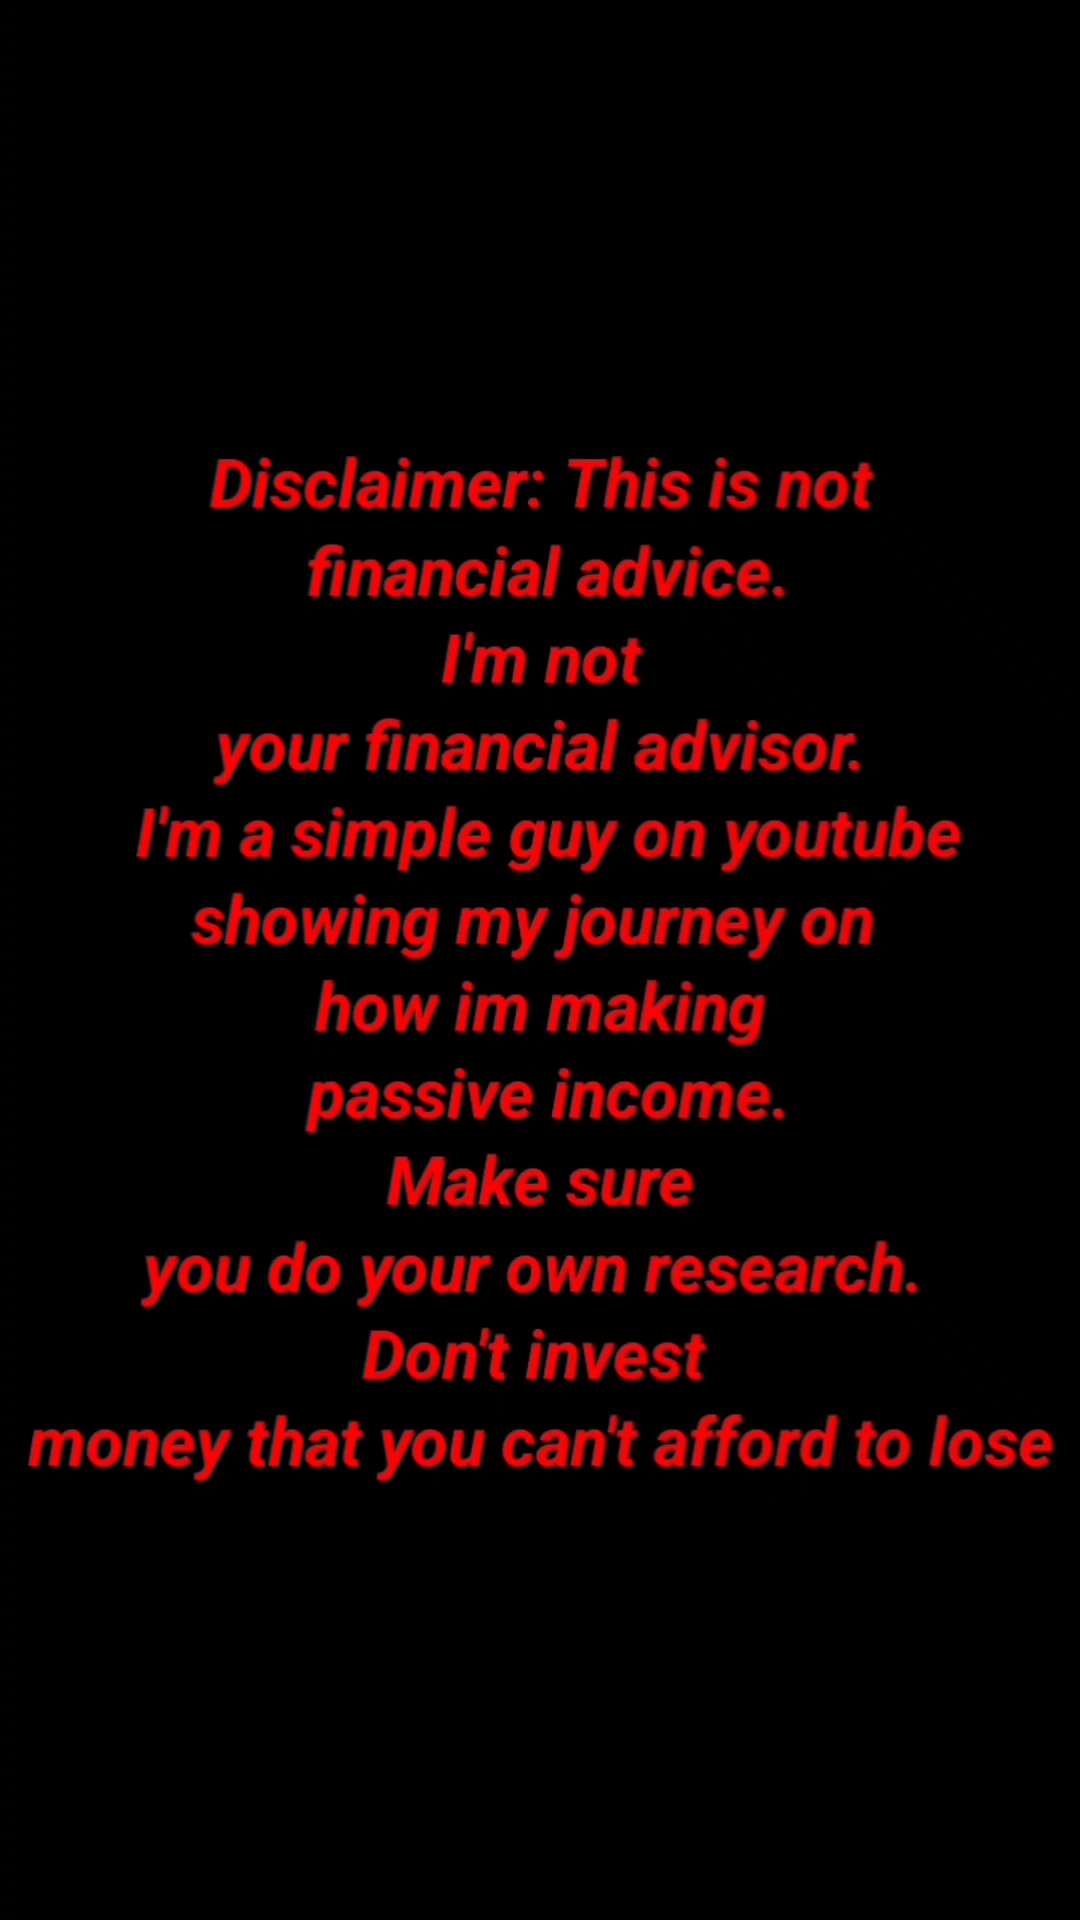 Disclaimer: This is not
financial advice.
I'm not
your financial advisor.
I'm a simple guy on youtube
showing my journey on
how im making
passive income.
Make sure
you do your own research.
Don't invest
money that you can't afford to lose